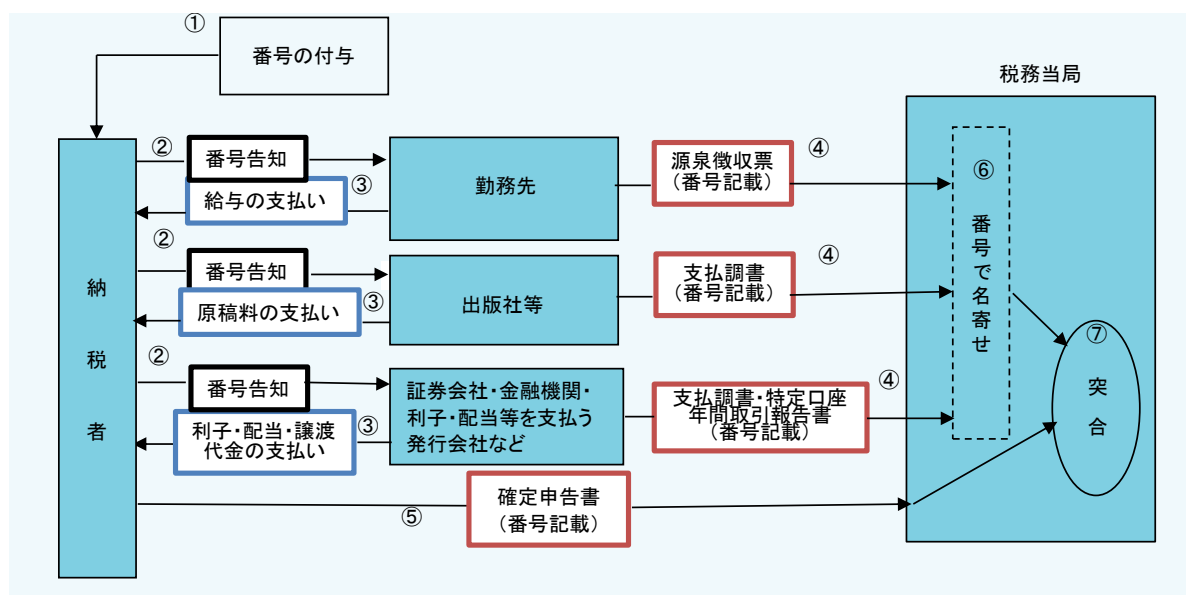 ①
番号の付与
税務当局
②
番号告知
給与の支払い
③
勤務先
源泉徴収票
（番号記載）
④
②
番号告知
原稿料の支払い
③
出版社等
支払調書
（番号記載）
④
②
番号告知
利子・配当・譲渡
代金の支払い
③
証券会社・金融機関・
利子・配当等を支払う
発行会社など
支払調書・特定口座
年間取引報告書
（番号記載）
④
納税者
⑤
確定申告書
（番号記載）
⑥
番号で名寄せ
⑦
突合